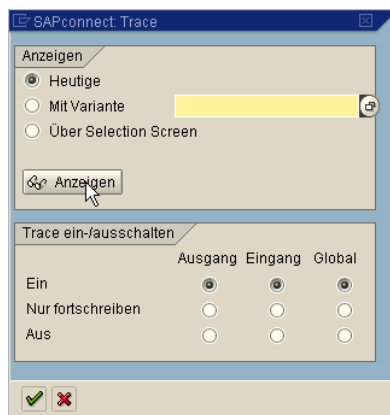 SAPconnect: Trace
Anzeigen
Heutige
Mit Variante
Über Selection Screen
Anzeigen
Trace ein-/ausschalten
Ausgang Eingang Global
Ein
Nur fortschreiben
Aus